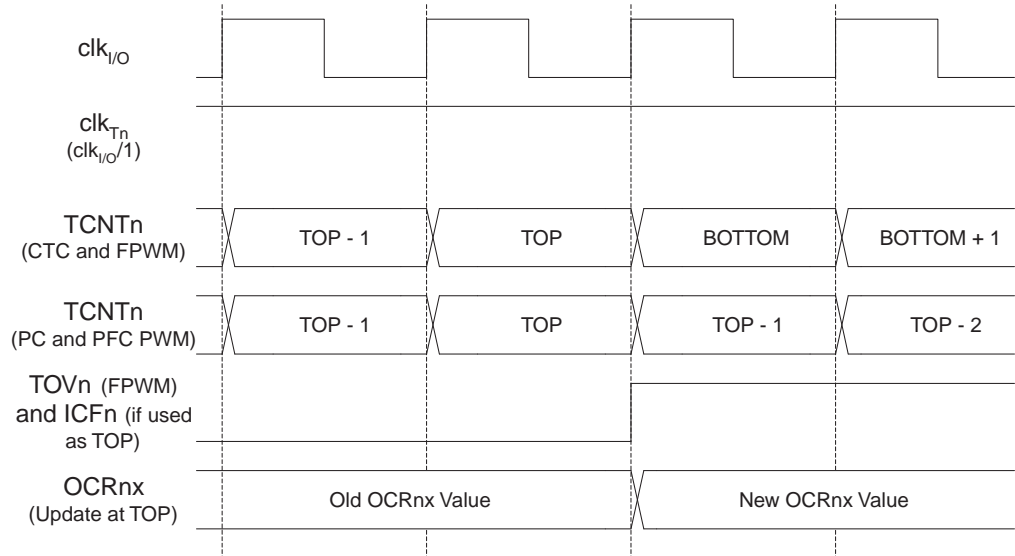 clkI/O
clkTn
(clkI/O/1)
TCNTn
(CTC and FPWM)
TOP - 1
TOP
BOTTOM
BOTTOM + 1
TCNTn
(PC and PFC PWM)
TOP - 1
TOP
TOP - 1
TOP - 2
TOVn (FPWM)
and ICFn (if used
as TOP)
OCRnx
(Update at TOP)
Old OCRnx Value
New OCRnx Value